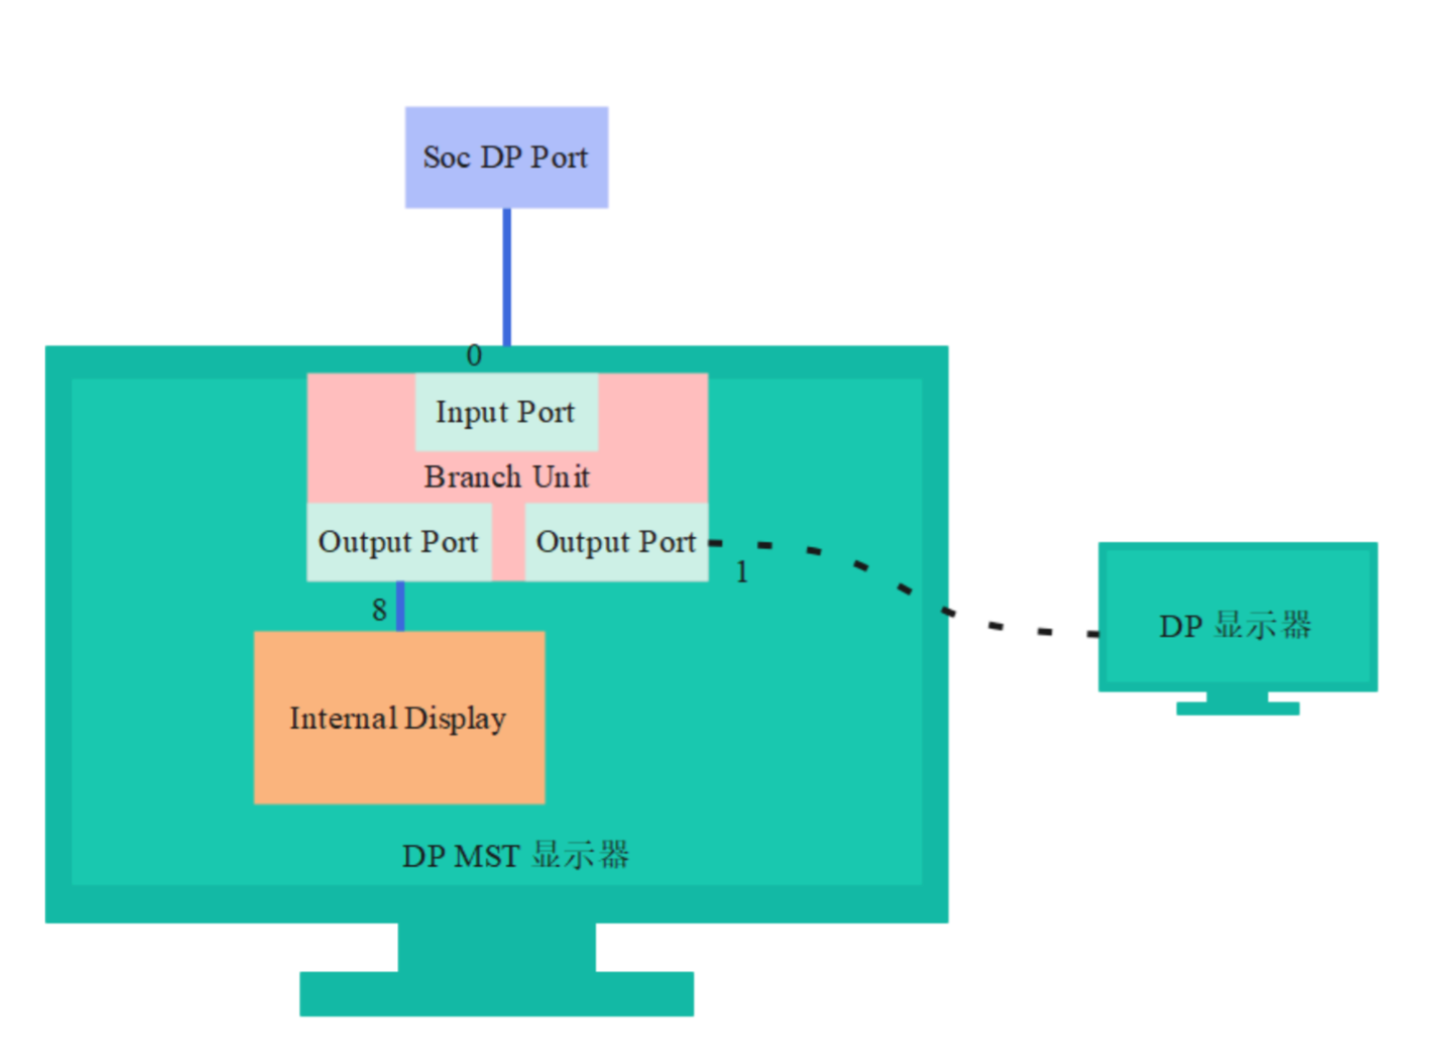 Soc DP Port
0
Input Port
Branch Unit
Output Port
Output Port
1
8
DP 显示器
Internal Display
DP MST 显示器